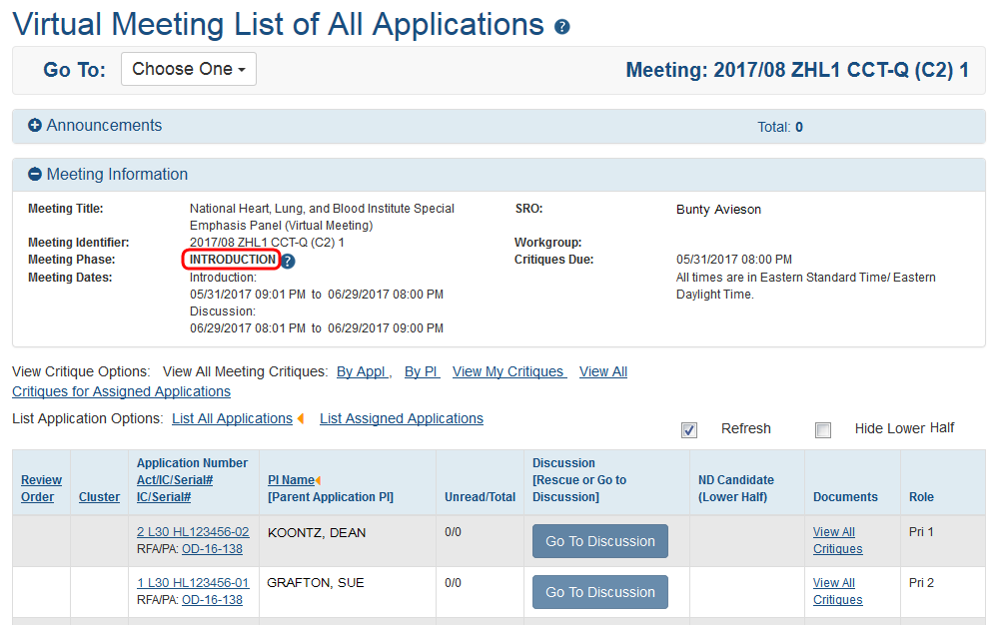 Virtual Meeting List of All Applications ?
Go To: Choose One Meeting: 2017/08 ZHL1 CCT-Q (C2) 1
Announcements Total: 0
Meeting Information
Meeting Title: National Heart, Lung, and Blood Institute Special SRO: Bunty Avieson
Emphasis Panel (Virtual Meeting)
Meeting Identifier: 2017/08 ZHL1 CCT-Q (C2) 1 Workgroup:
Meeting Phase: INTRODUCTION ? Critiques Due: 05/31/2017 08:00 PM
Meeting Dates: Introduction: All times are in Eastern Standard Time/ Eastern
05/31/2017 09:01 PM to 06/29/2017 08:00 PM Daylight Time.
Discussion:
06/29/2017 08:01 PM to 06/29/2017 09:00 PM
View Critique Options: View All Meeting Critiques: By Appl , By PI View My Critiques View All
Critiques for Assigned Applications
List Application Options: List All Applications List Assigned Applications
Refresh Hide Lower Half
Review Order Cluster Application Number Act/IC/Serial# IC/Serial# PI Name [Parent Application PI] Unread/Total Discussion [Rescue or Go to Discussion] ND Candidate (Lower Half) Documents Role
2 L30 HL123456-02 KOONTZ, DEAN 0/0 Go To Discussion View All Pri 1
RFA/PA: OD-16-138 Critiques
1 L30 HL123456-01 GRAFTON, SUE 0/0 Go To Discussion View All Pri 2
RFA/PA: OD-16-138 Critiques